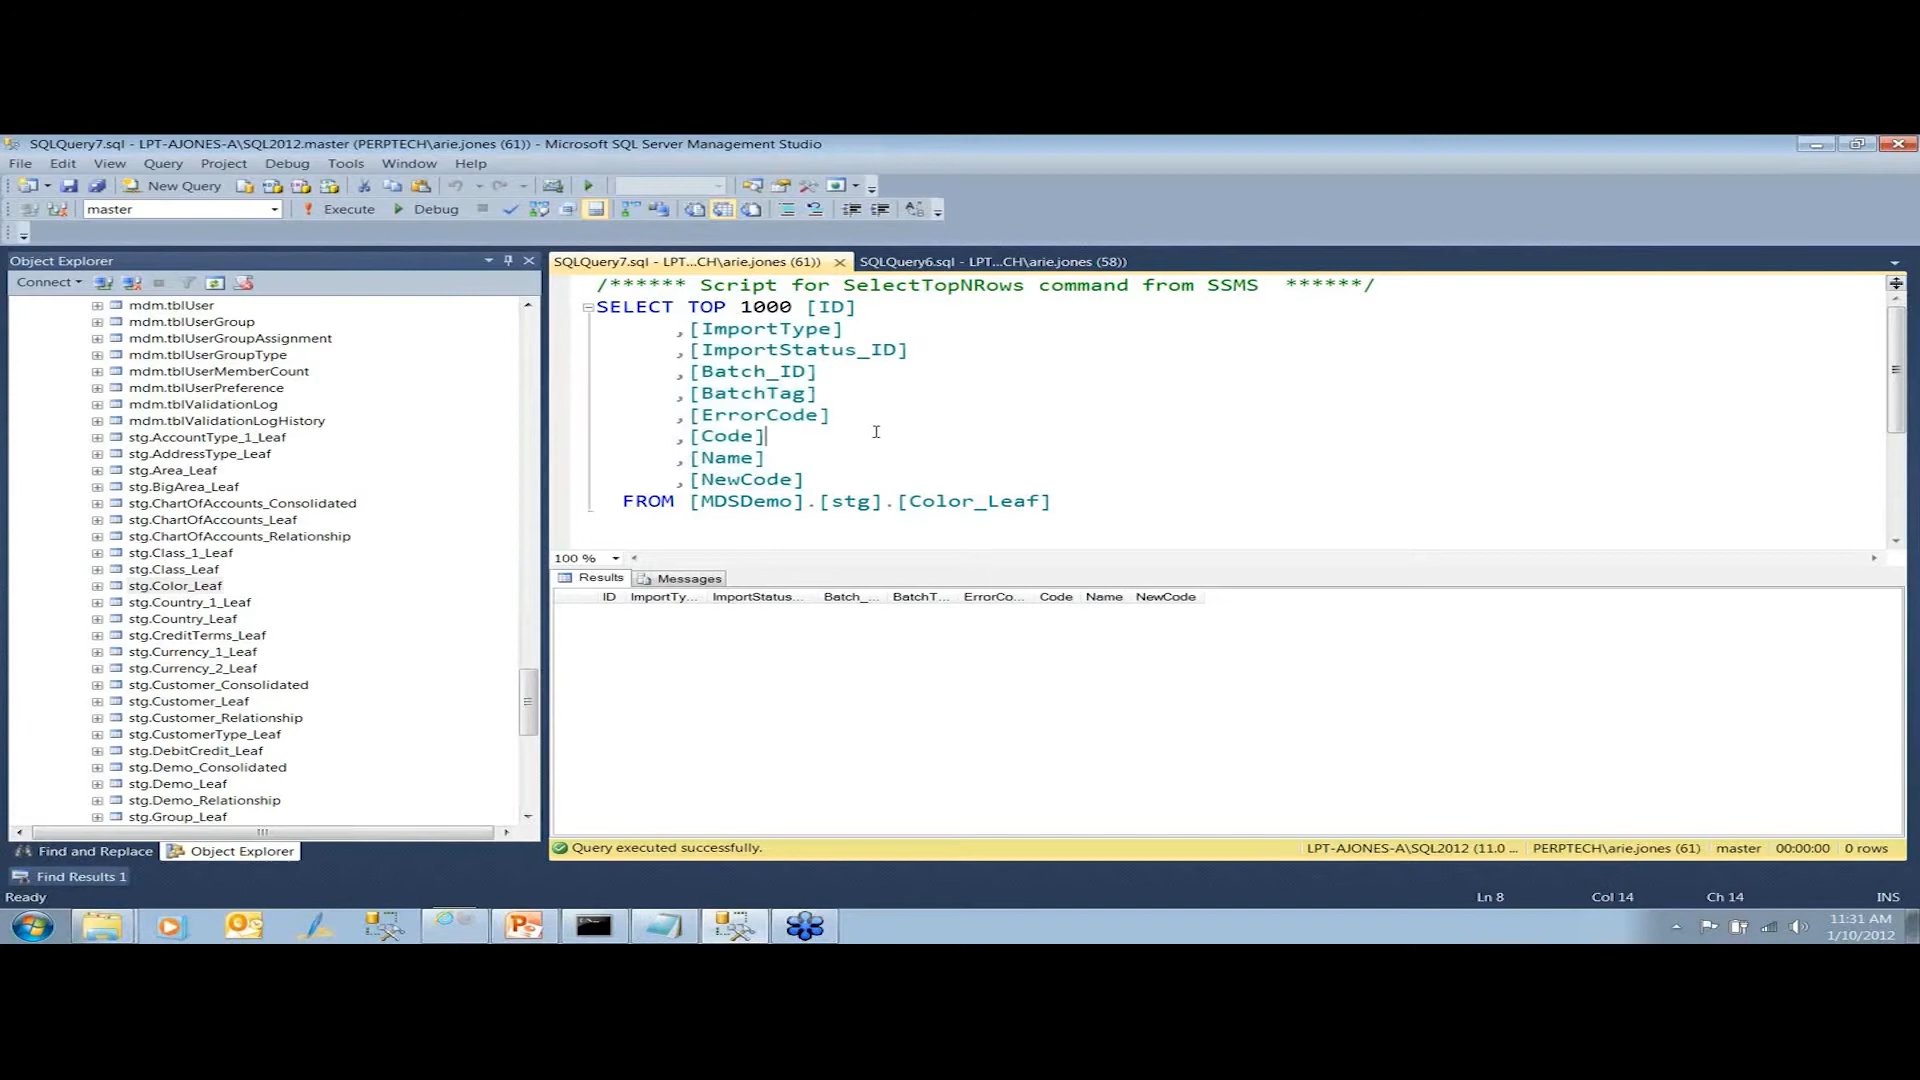 SQLQuery7.sql - LPT-AJONES-A\SQL2012.master (PERPTECH\arie.jones (61)) - Microsoft SQL Server Management Studio
File Edit View Query Project Debug Tools Window Help
New Query
master Execute Debug
Object Explorer
Connect
mdm.tblUser
mdm.tblUserGroup
mdm.tblUserGroupAssignment
mdm.tblUserGroupType
mdm.tblUserMemberCount
mdm.tblUserPreference
mdm.tblValidationLog
mdm.tblValidationLogHistory
stg.AccountType_1_Leaf
stg.AddressType_Leaf
stg.Area_Leaf
stg.BigArea_Leaf
stg.ChartOfAccounts_Consolidated
stg.ChartOfAccounts_Leaf
stg.ChartOfAccounts_Relationship
stg.Class_1_Leaf
stg.Class_Leaf
stg.Color_Leaf
stg.Country_1_Leaf
stg.Country_Leaf
stg.CreditTerms_Leaf
stg.Currency_1_Leaf
stg.Currency_2_Leaf
stg.Customer_Consolidated
stg.Customer_Leaf
stg.Customer_Relationship
stg.CustomerType_Leaf
stg.DebitCredit_Leaf
stg.Demo_Consolidated
stg.Demo_Leaf
stg.Demo_Relationship
stg.Group_Leaf
Find and Replace Object Explorer
SQLQuery7.sql - LPT...CH\arie.jones (61)) SQLQuery6.sql - LPT...CH\arie.jones (58))
/****** Script for SelectTopNRows command from SSMS ******/
SELECT TOP 1000 [ID]
,[ImportType]
,[ImportStatus_ID]
,[Batch_ID]
,[BatchTag]
,[ErrorCode]
,[Code]
,[Name]
,[NewCode]
FROM [MDSDemo].[stg].[Color_Leaf]
100 %
Results Messages
ID ImportTy... ImportStatus... Batch_... BatchT... ErrorCo... Code Name NewCode
Query executed successfully. LPT-AJONES-A\SQL2012 (11.0 ... PERPTECH\arie.jones (61) master 00:00:00 0 rows
Find Results 1
Ready Ln 8 Col 14 Ch 14 INS
11:31 AM
1/10/2012